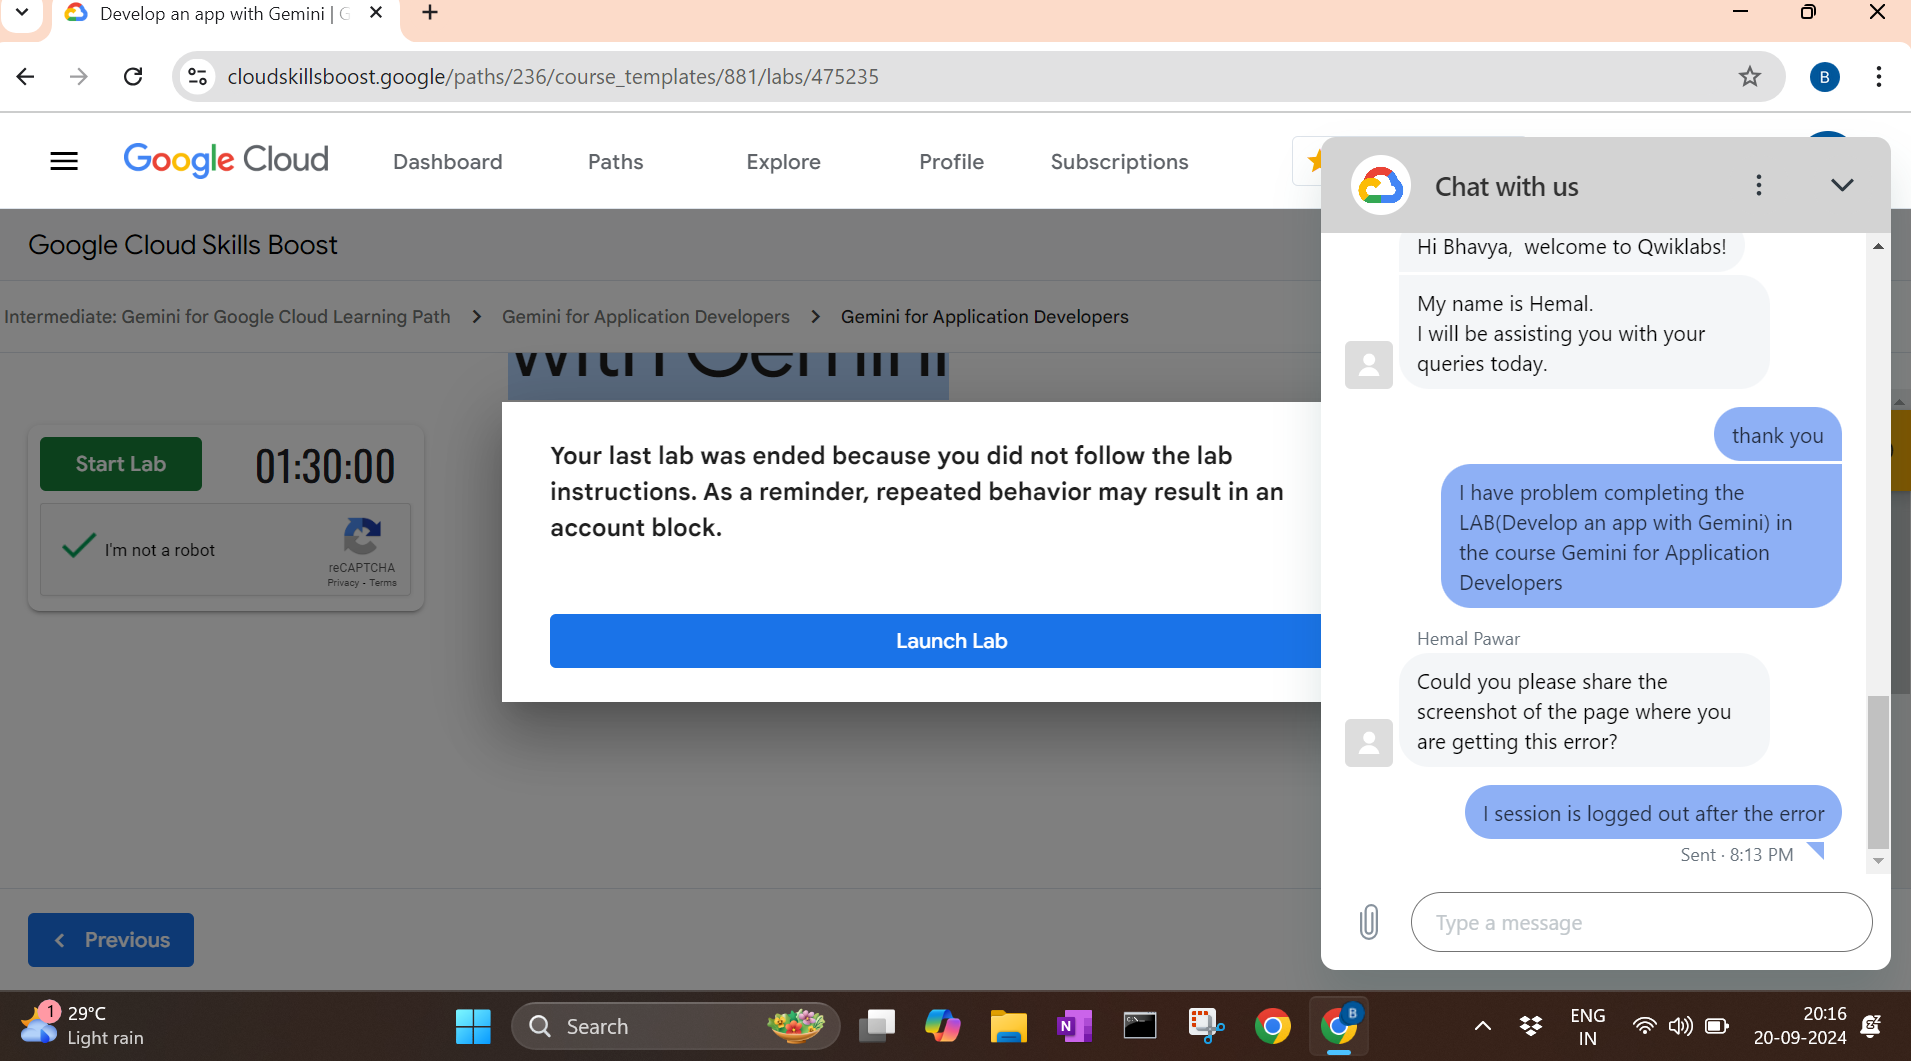 Develop an app with Gemini | G
cloudskillsboost.google/paths/236/course_templates/881/labs/475235
B
Google Cloud
Dashboard
Paths
Explore
Profile
Subscriptions
Google Cloud Skills Boost
Intermediate: Gemini for Google Cloud Learning Path > Gemini for Application Developers > Gemini for Application Developers
with Gemini
Start Lab
01:30:00
I'm not a robot
reCAPTCHA
Privacy - Terms
Your last lab was ended because you did not follow the lab
instructions. As a reminder, repeated behavior may result in an
account block.
Launch Lab
Previous
Chat with us
Hi Bhavya, welcome to Qwiklabs!
My name is Hemal.
I will be assisting you with your
queries today.
thank you
I have problem completing the
LAB(Develop an app with Gemini) in
the course Gemini for Application
Developers
Hemal Pawar
Could you please share the
screenshot of the page where you
are getting this error?
I session is logged out after the error
Sent · 8:13 PM
Type a message
1
29°C
Light rain
Search
N
B
ENG
IN
20:16
20-09-2024